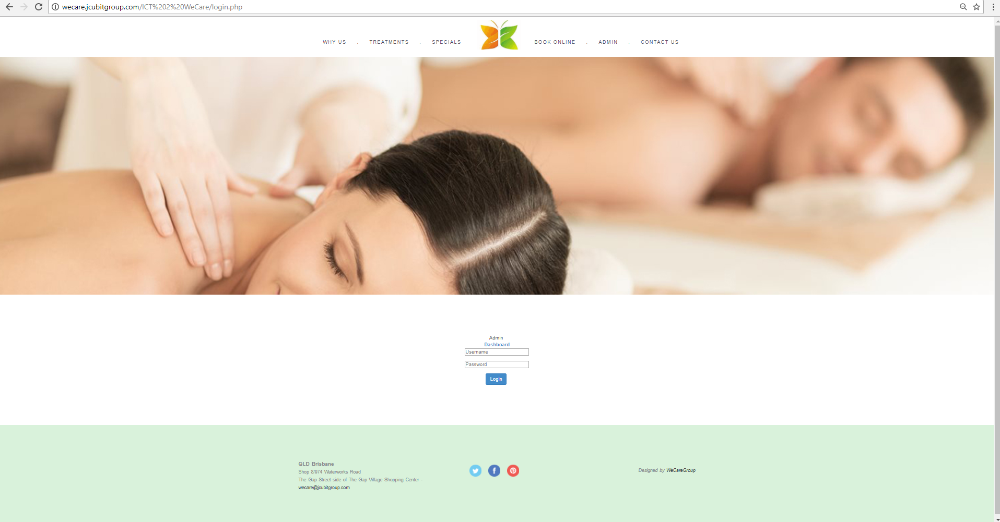 wecare.jcubitgroup.com/ICT%202%20WeCare/login.php
WHY US . TREATMENTS . SPECIALS BOOK ONLINE . ADMIN . CONTACT US
Admin
Dashboard
Username
Password
Login
QLD Brisbane
Shop 8/974 Waterworks Road
The Gap Street side of The Gap Village Shopping Center -
wecare@jcubitgroup.com
Designed by WeCareGroup